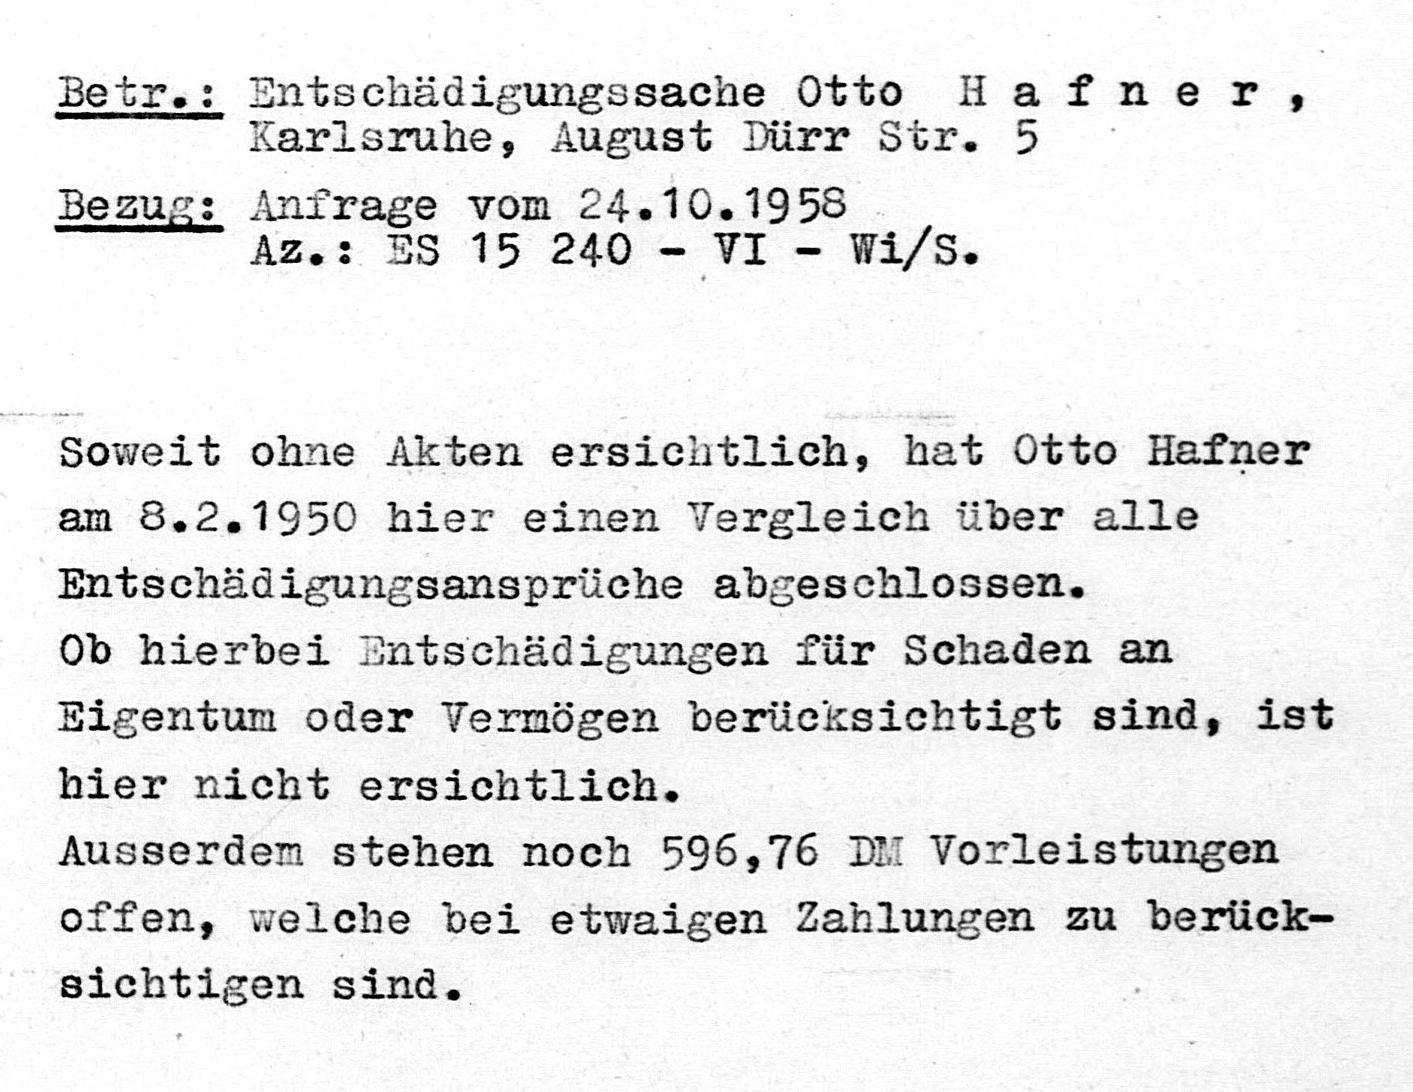 Betr.: Entschädigungssache Otto H a f n e r ,
Karlsruhe, August Dürr Str. 5
Bezug: Anfrage vom 24.10.1958
Az.: ES 15 240 - VI - Wi/S.
Soweit ohne Akten ersichtlich, hat Otto Hafner
am 8.2.1950 hier einen Vergleich über alle
Entschädigungsansprüche abgeschlossen.
Ob hierbei Entschädigungen für Schaden an
Eigentum oder Vermögen berücksichtigt sind, ist
hier nicht ersichtlich.
Ausserdem stehen noch 596,76 DM Vorleistungen
offen, welche bei etwaigen Zahlungen zu berück-
sichtigen sind.